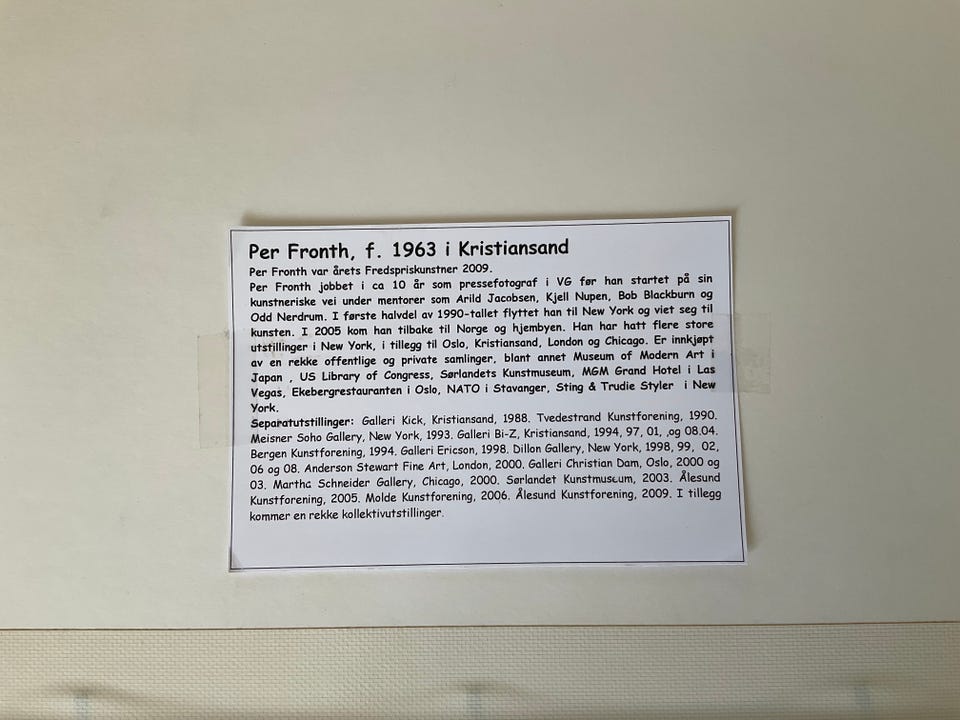 Per Fronth, f. 1963 i Kristiansand
Per Fronth var årets Fredspriskunstner 2009.
Per Fronth jobbet i ca 10 år som pressefotograf i VG før han startet på sin
kunstneriske vei under mentorer som Arild Jacobsen, Kjell Nupen, Bob Blackburn og
Odd Nerdrum. I første halvdel av 1990-tallet flyttet han til New York og viet seg til
kunsten. I 2005 kom han tilbake til Norge og hjembyen. Han har hatt flere store
utstillinger i New York, i tillegg til Oslo, Kristiansand, London og Chicago. Er innkjøpt
av en rekke offentlige og private samlinger, blant annet Museum of Modern Art i
Japan , US Library of Congress, Sørlandets Kunstmuseum, MGM Grand Hotel i Las
Vegas, Ekebergrestauranten i Oslo, NATO i Stavanger, Sting & Trudie Styler i New
York.
Separatutstillinger: Galleri Kick, Kristiansand, 1988. Tvedestrand Kunstforening, 1990.
Meisner Soho Gallery, New York, 1993. Galleri Bi-Z, Kristiansand, 1994, 97, 01, ,og 08.04.
Bergen Kunstforening, 1994. Galleri Ericson, 1998. Dillon Gallery, New York, 1998, 99, 02,
06 og 08. Anderson Stewart Fine Art, London, 2000. Galleri Christian Dam, Oslo, 2000 og
03. Martha Schneider Gallery, Chicago, 2000. Sørlandet Kunstmuseum, 2003. Ålesund
Kunstforening, 2005. Molde Kunstforening, 2006. Ålesund Kunstforening, 2009. I tillegg
kommer en rekke kollektivutstillinger.